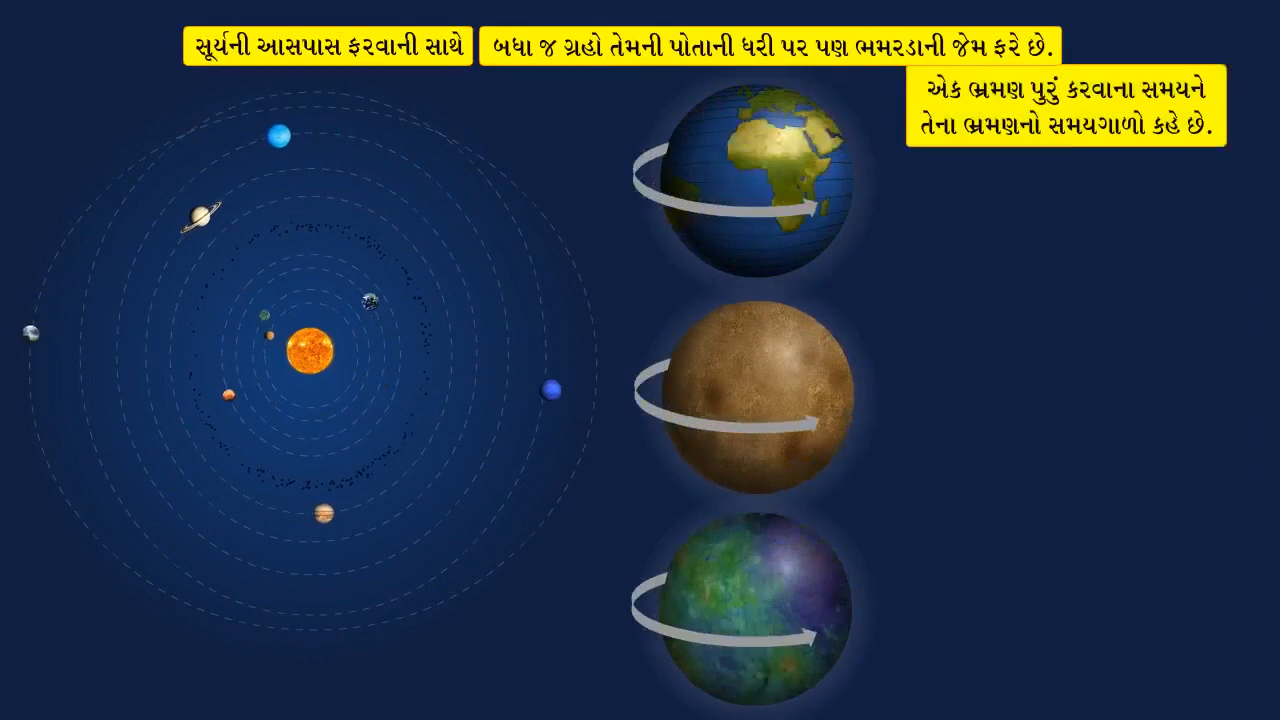 સૂર્યની આસપાસ ફરવાની સાથે બધા જ ગ્રહો તેમની પોતાની ધરી પર પણ ભમરડાની જેમ ફરે છે.
એક ભ્રમણ પુરું કરવાના સમયને
તેના ભ્રમણનો સમયગાળો કહે છે.